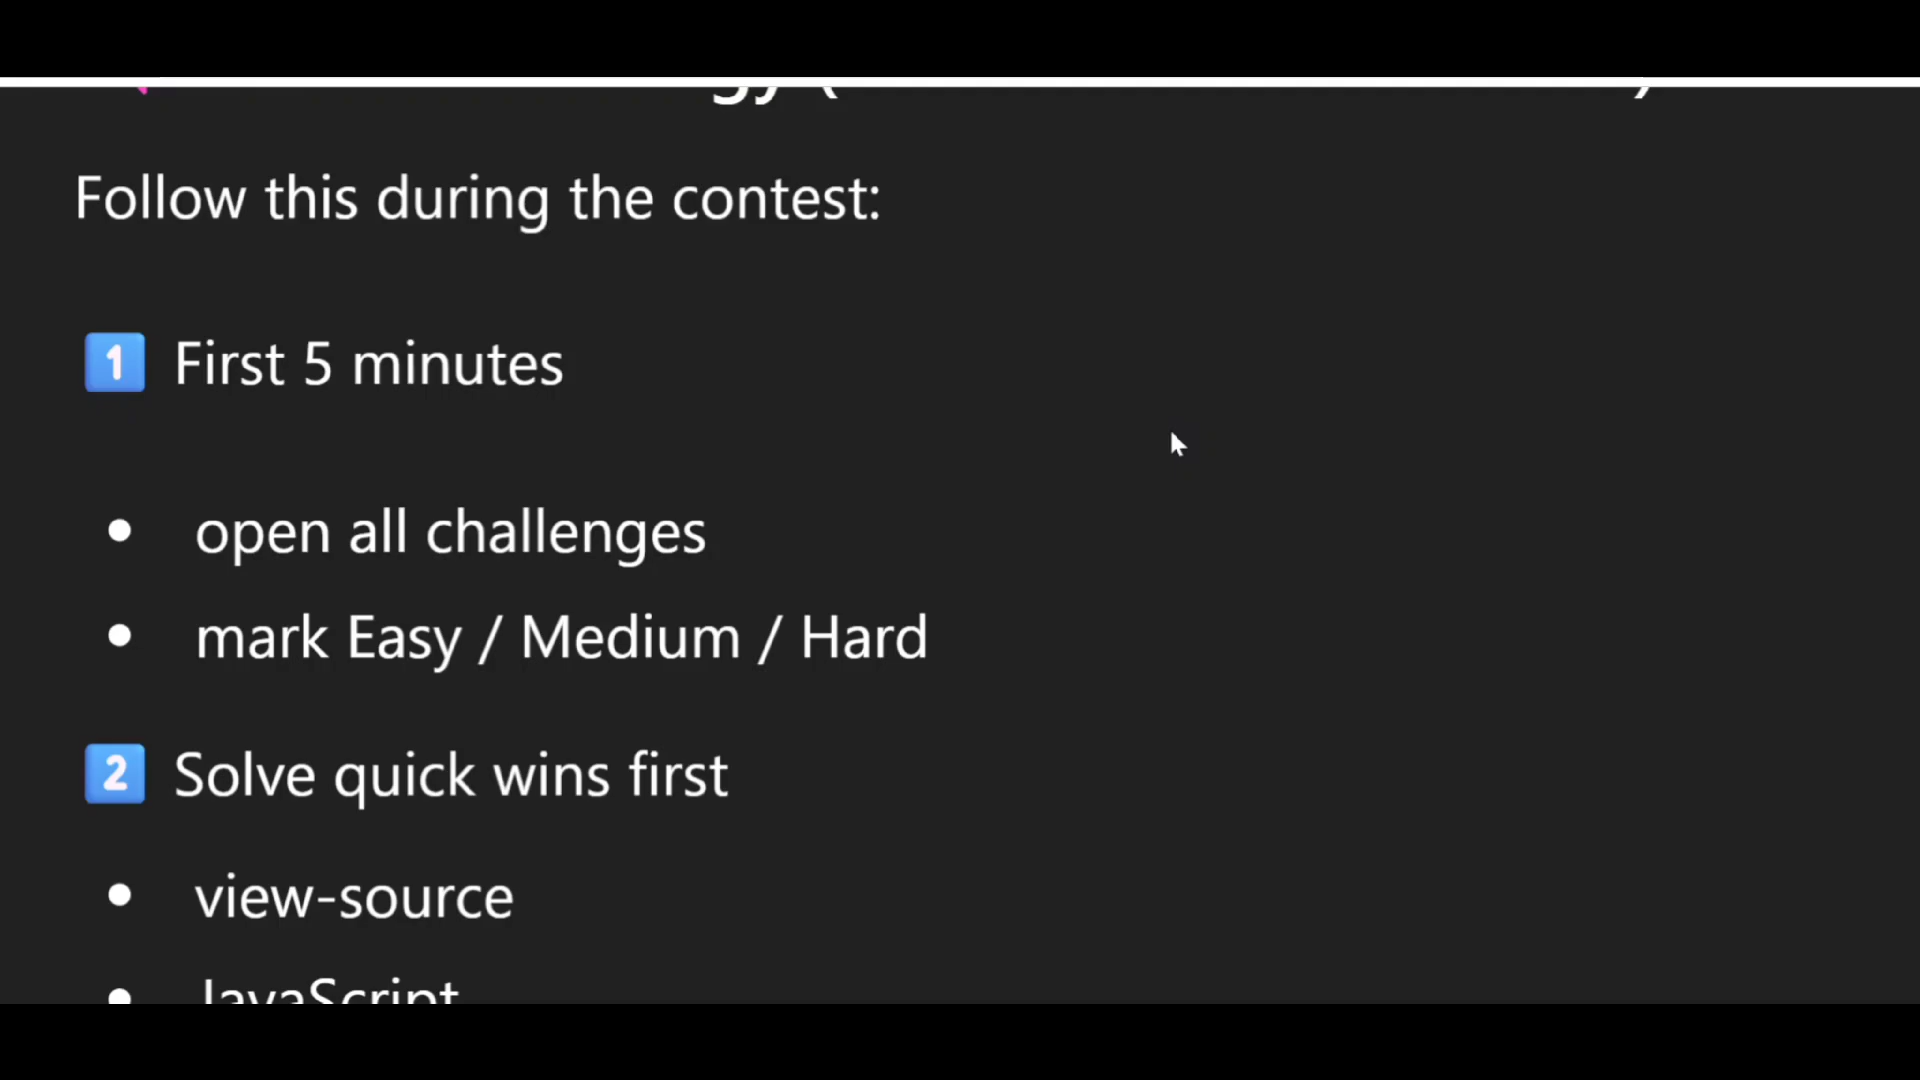 Follow this during the contest:
1 First 5 minutes
• open all challenges
• mark Easy / Medium / Hard
2 Solve quick wins first
• view-source
• JavaScript